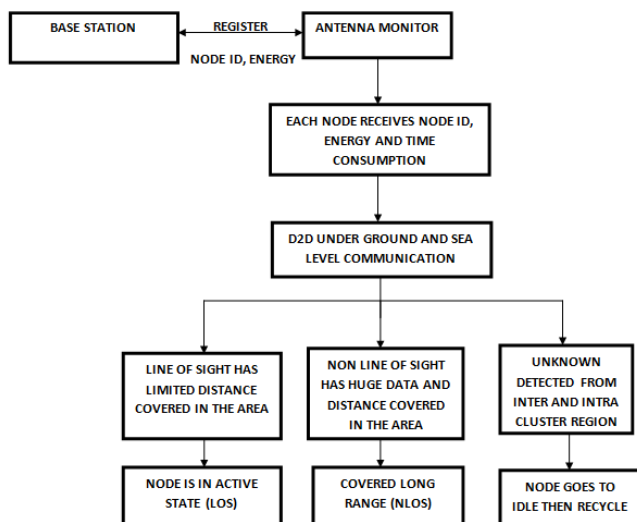 BASE STATION
REGISTER
ANTENNA MONITOR
NODE ID, ENERGY
EACH NODE RECEIVES NODE ID,
ENERGY AND TIME
CONSUMPTION
D2D UNDER GROUND AND SEA
LEVEL COMMUNICATION
LINE OF SIGHT HAS
LIMITED DISTANCE
COVERED IN THE AREA
NON LINE OF SIGHT
HAS HUGE DATA AND
DISTANCE COVERED
IN THE AREA
UNKNOWN
DETECTED FROM
INTER AND INTRA
CLUSTER REGION
NODE IS IN ACTIVE
STATE (LOS)
COVERED LONG
RANGE (NLOS)
NODE GOES TO
IDLE THEN RECYCLE